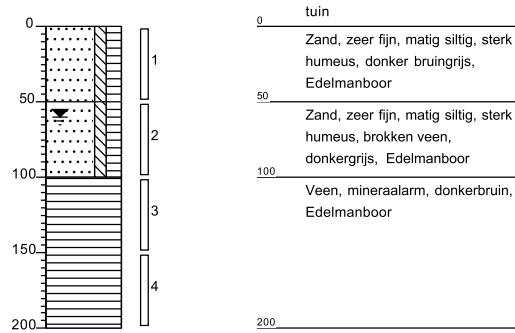 0
50
100
150
200
1
2
3
4
tuin
0
Zand, zeer fijn, matig siltig, sterk
humeus, donker bruingrijs,
Edelmanboor
50
Zand, zeer fijn, matig siltig, sterk
humeus, brokken veen,
donkergrijs, Edelmanboor
100
Veen, mineraalarm, donkerbruin,
Edelmanboor
200